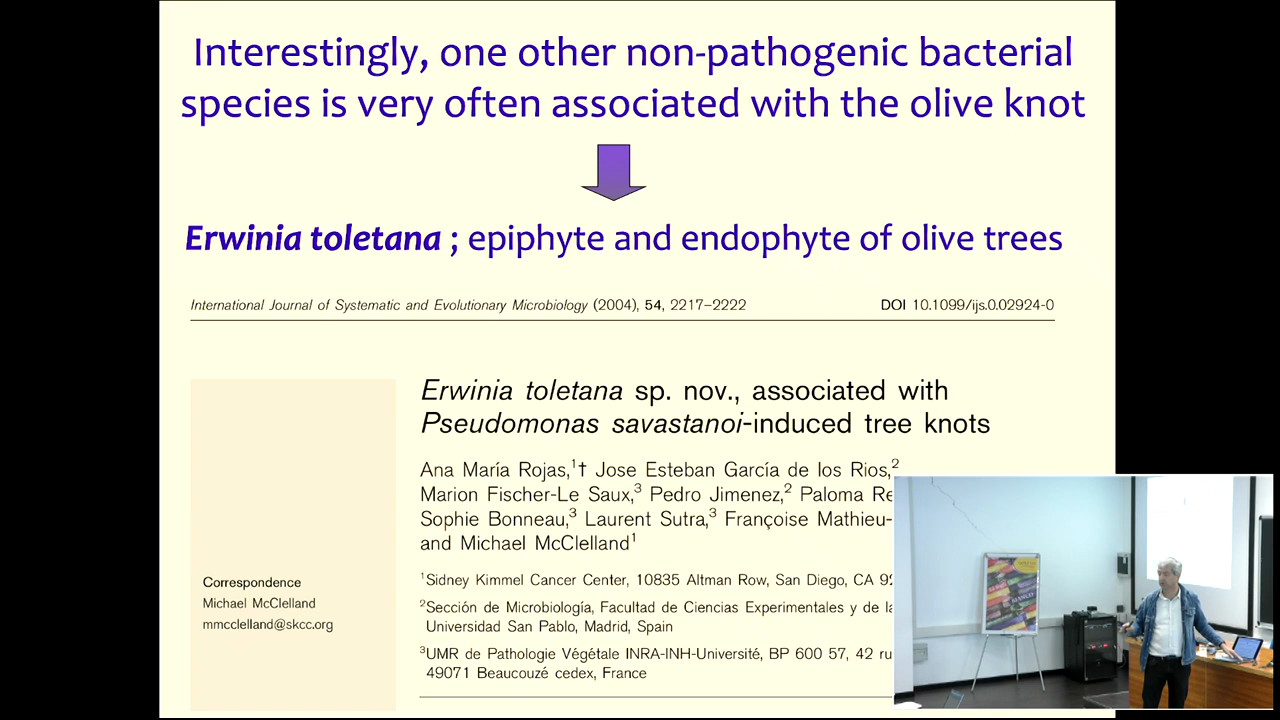 Interestingly, one other non-pathogenic bacterial
species is very often associated with the olive knot
Erwinia toletana ; epiphyte and endophyte of olive trees
International Journal of Systematic and Evolutionary Microbiology (2004), 54, 2217–2222 DOI 10.1099/ijs.0.02924-0
Erwinia toletana sp. nov., associated with
Pseudomonas savastanoi-induced tree knots
Ana María Rojas,¹† Jose Esteban García de los Rios,²
Marion Fischer-Le Saux,³ Pedro Jimenez,² Paloma Re
Sophie Bonneau,³ Laurent Sutra,³ Françoise Mathieu-
and Michael McClelland¹
Correspondence
Michael McClelland
mmcclelland@skcc.org
¹Sidney Kimmel Cancer Center, 10835 Altman Row, San Diego, CA 92
²Sección de Microbiología, Facultad de Ciencias Experimentales y de la
Universidad San Pablo, Madrid, Spain
³UMR de Pathologie Végétale INRA-INH-Université, BP 600 57, 42 ru
49071 Beaucouzé cedex, France